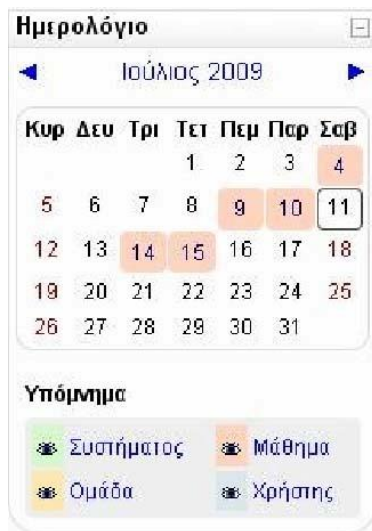 Ημερολόγιο
Ιούλιος 2009
Κυρ Δευ Τρι Τετ Πεμ Παρ Σαβ
1 2 3 4
5 6 7 8 9 10 11
12 13 14 15 16 17 18
19 20 21 22 23 24 25
26 27 28 29 30 31
Υπόμνημα
Συστήματος Μάθημα
Ομάδα Χρήστης